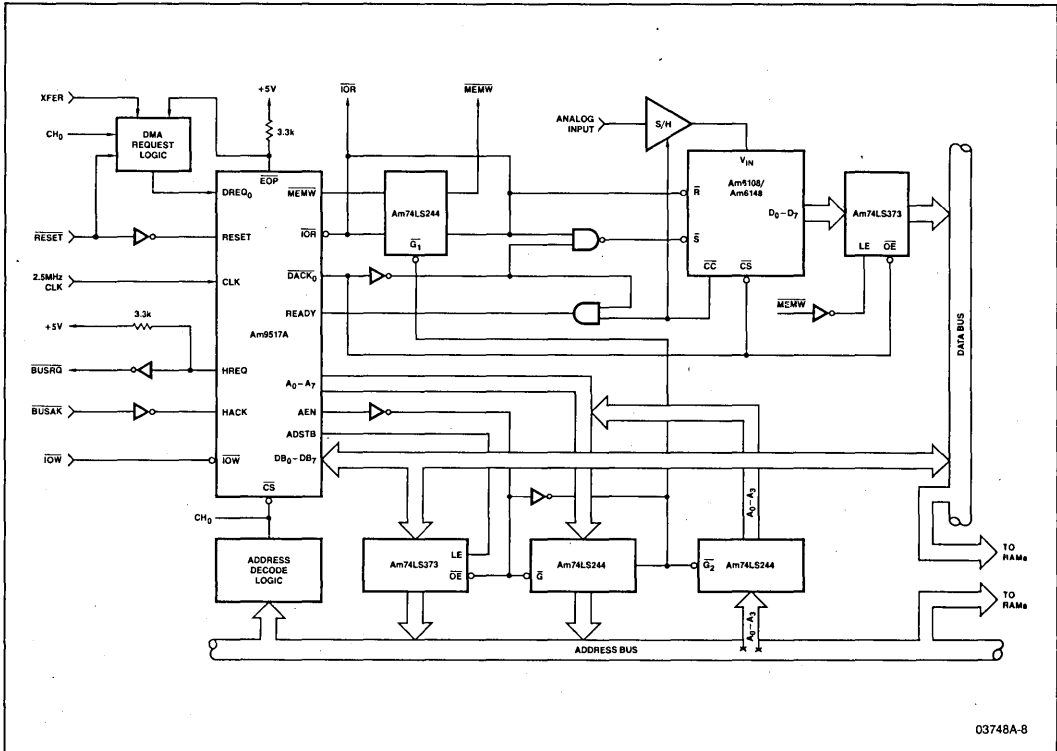 XFER
CH0
DMA
REQUEST
LOGIC
+5V
3.3k
EOP
IOR
MEMW
ANALOG
INPUT
S/H
VIN
Am6108/
Am6148
D0–D7
R
S
CC
CS
Am74LS373
LE
OE
DATA BUS
DREQ0
MEMW
Am74LS244
IOR
G1
RESET
RESET
2.5MHz
CLK
CLK
DACK0
READY
MEMW
+5V
3.3k
Am9517A
BUSRQ
HREQ
A0–A7
BUSAK
HACK
AEN
ADSTB
IOW
IOW
DB0–DB7
CS
CH0
A0–A3
ADDRESS
DECODE
LOGIC
Am74LS373
LE
OE
G
Am74LS244
G2
Am74LS244
TO
RAMs
TO
RAMs
A0–A3
ADDRESS BUS
03748A-8